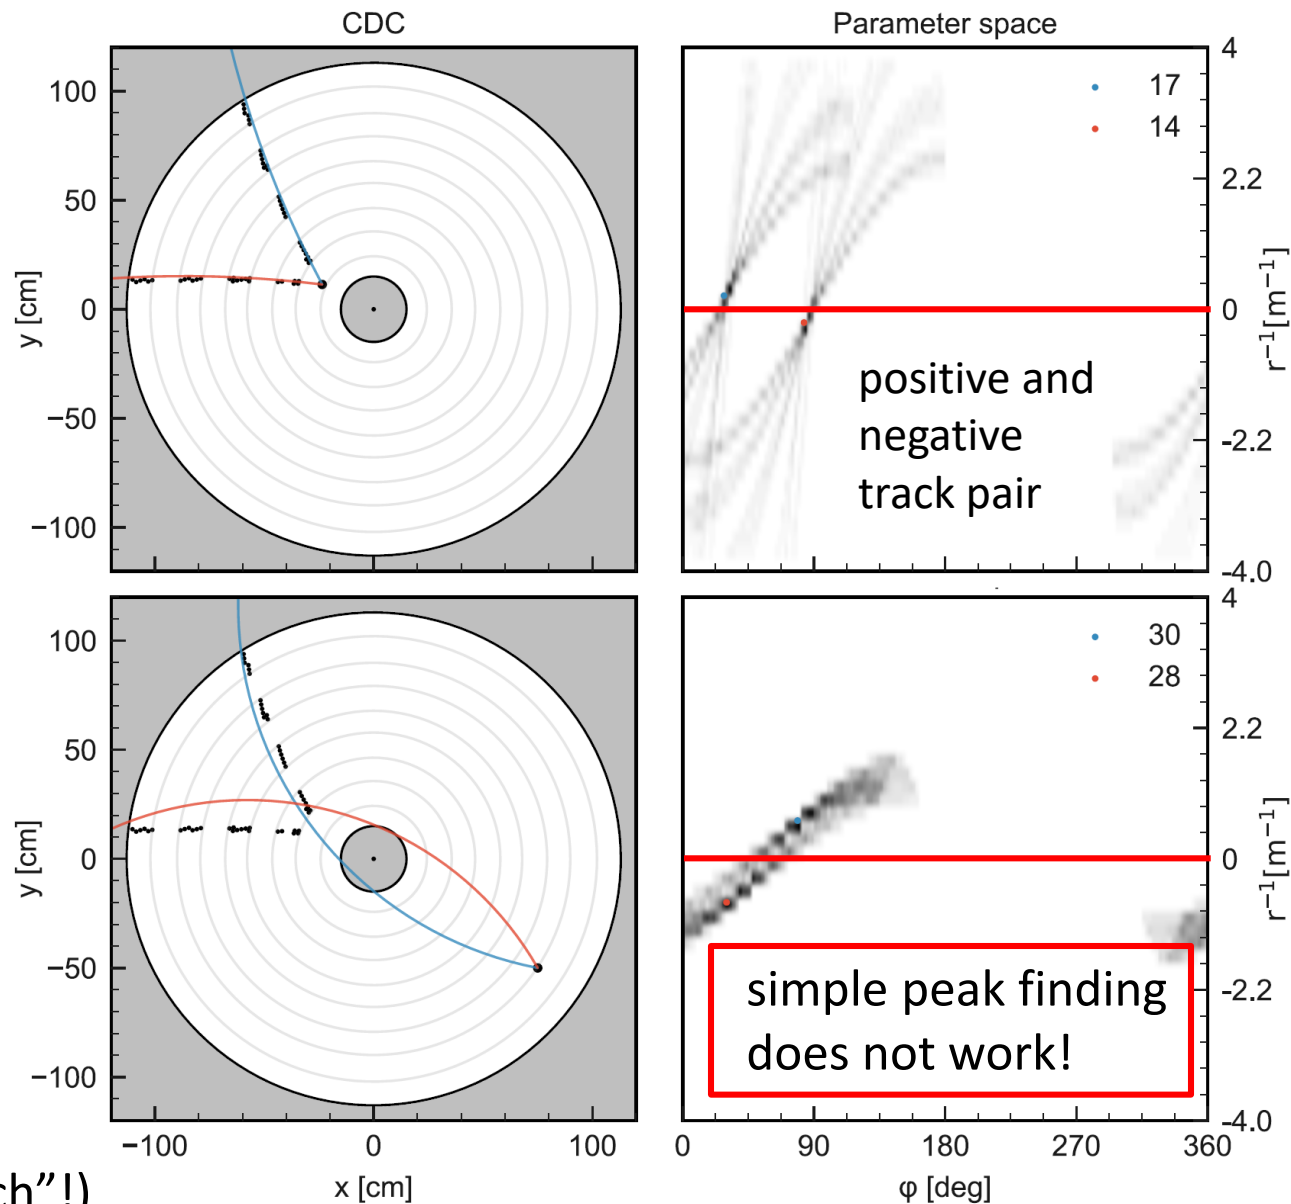 CDC
Parameter space
100
50
0
−50
−100
y [cm]
17
14
4
2.2
0
-2.2
-4.0
r⁻¹[m⁻¹]
positive and
negative
track pair
100
50
0
−50
−100
y [cm]
−100
0
100
x [cm]
30
28
4
2.2
0
-2.2
-4.0
r⁻¹[m⁻¹]
simple peak finding
does not work!
0
90
180
270
360
φ [deg]
ch”!)